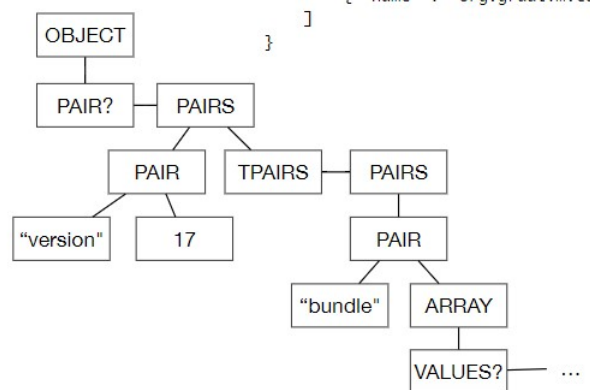 ]
}
OBJECT
PAIR? PAIRS
PAIR TPAIRS PAIRS
“version" 17 PAIR
“bundle" ARRAY
VALUES? ...